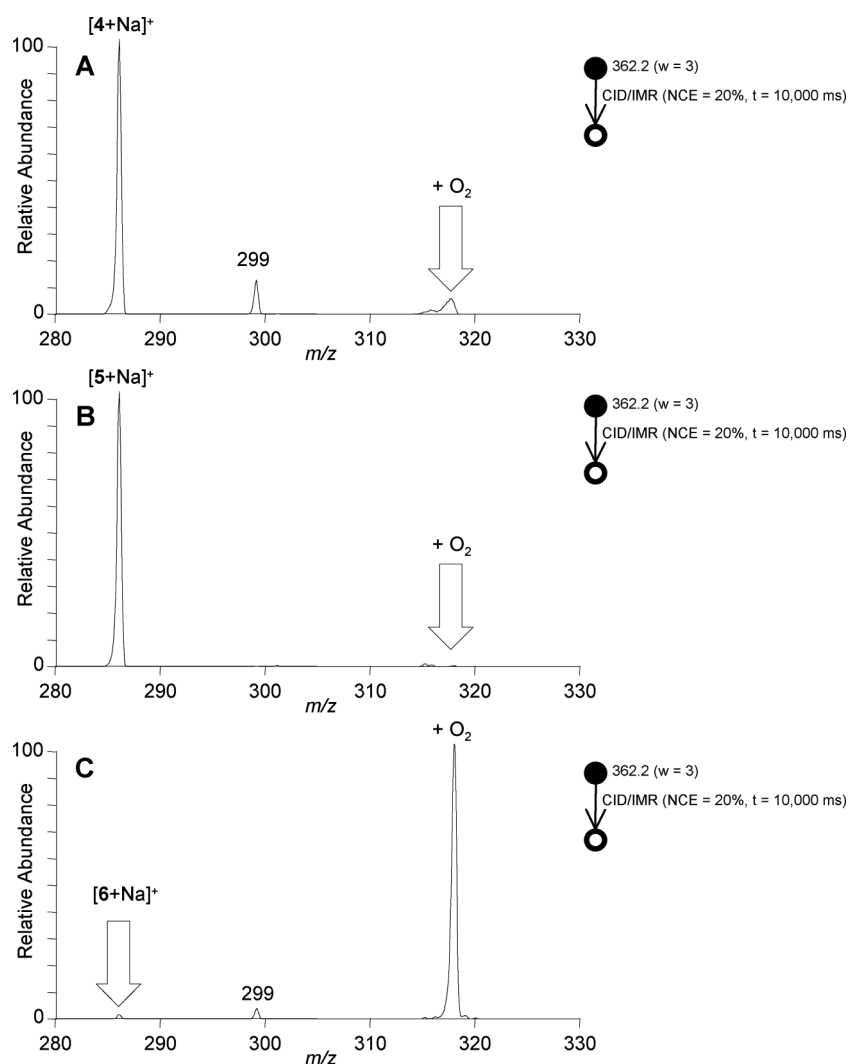 [4+Na]+
100
A
362.2 (w = 3)
CID/IMR (NCE = 20%, t = 10,000 ms)
+ O2
299
Relative Abundance
0
280 290 300 310 320 330
m/z
[5+Na]+
100
B
362.2 (w = 3)
CID/IMR (NCE = 20%, t = 10,000 ms)
+ O2
Relative Abundance
0
280 290 300 310 320 330
m/z
+ O2
100
C
362.2 (w = 3)
CID/IMR (NCE = 20%, t = 10,000 ms)
[6+Na]+
299
Relative Abundance
0
280 290 300 310 320 330
m/z